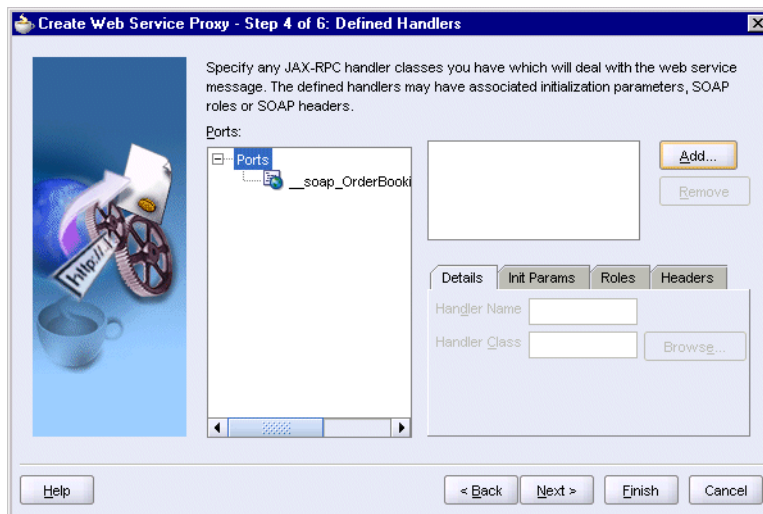 Create Web Service Proxy - Step 4 of 6: Defined Handlers
Specify any JAX-RPC handler classes you have which will deal with the web service
message. The defined handlers may have associated initialization parameters, SOAP
roles or SOAP headers.
Ports:
Ports
__soap_OrderBooki
Add...
Remove
Details Init Params Roles Headers
Handler Name
Handler Class
Browse...
http://
Help
< Back Next > Finish Cancel